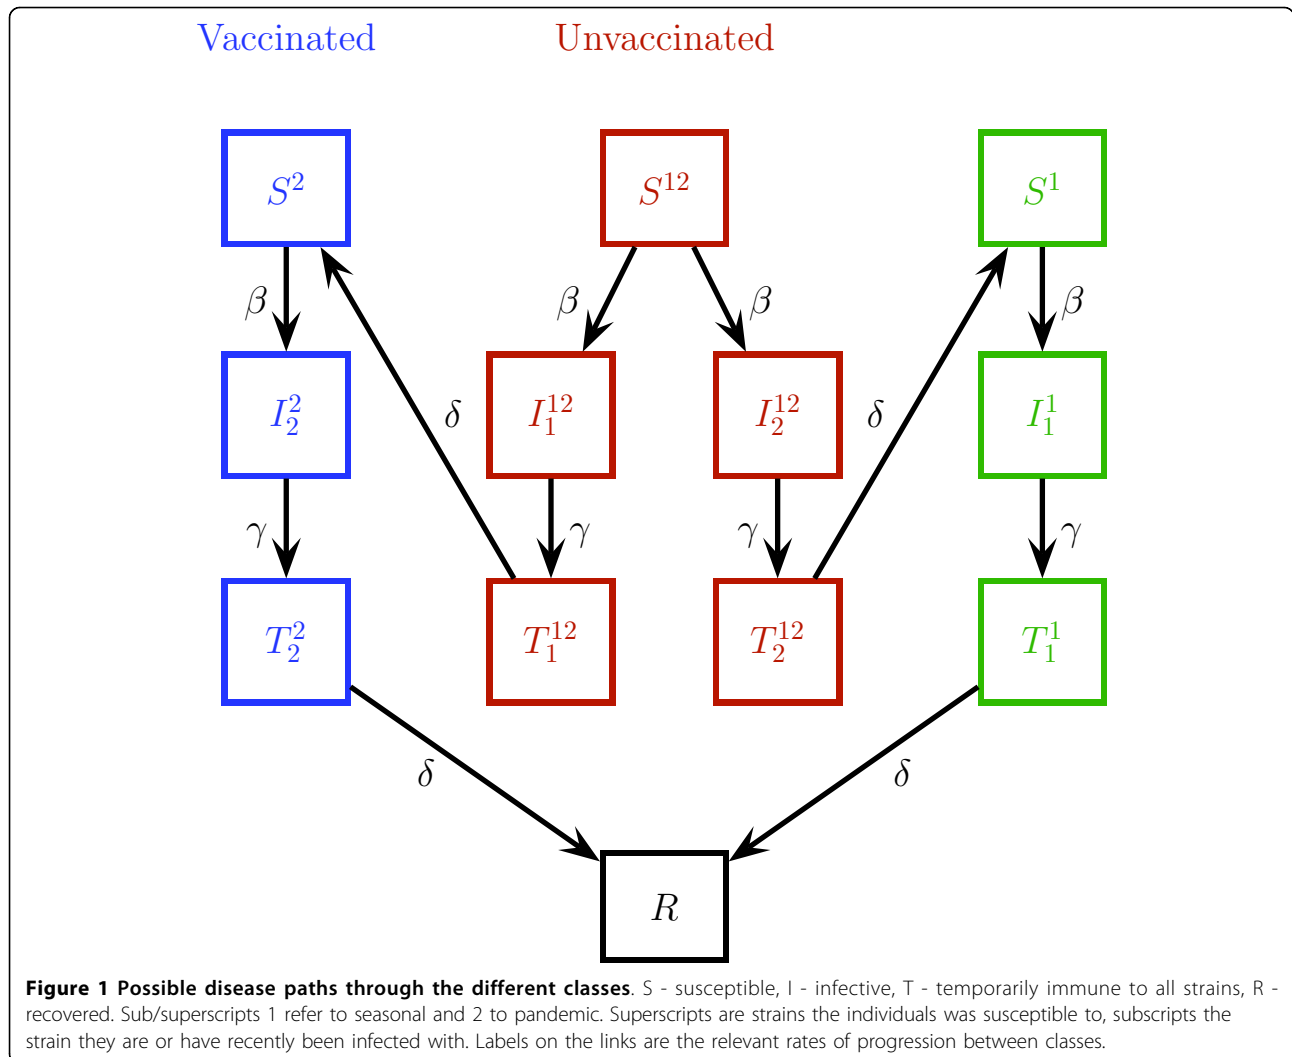 Vaccinated Unvaccinated
S² S¹² S¹
β β β β
I₂² I₁¹² I₂¹² I₁¹
δ δ
γ γ γ γ
T₂² T₁¹² T₂¹² T₁¹
δ δ
R
Figure 1 Possible disease paths through the different classes. S - susceptible, I - infective, T - temporarily immune to all strains, R -
recovered. Sub/superscripts 1 refer to seasonal and 2 to pandemic. Superscripts are strains the individuals was susceptible to, subscripts the
strain they are or have recently been infected with. Labels on the links are the relevant rates of progression between classes.